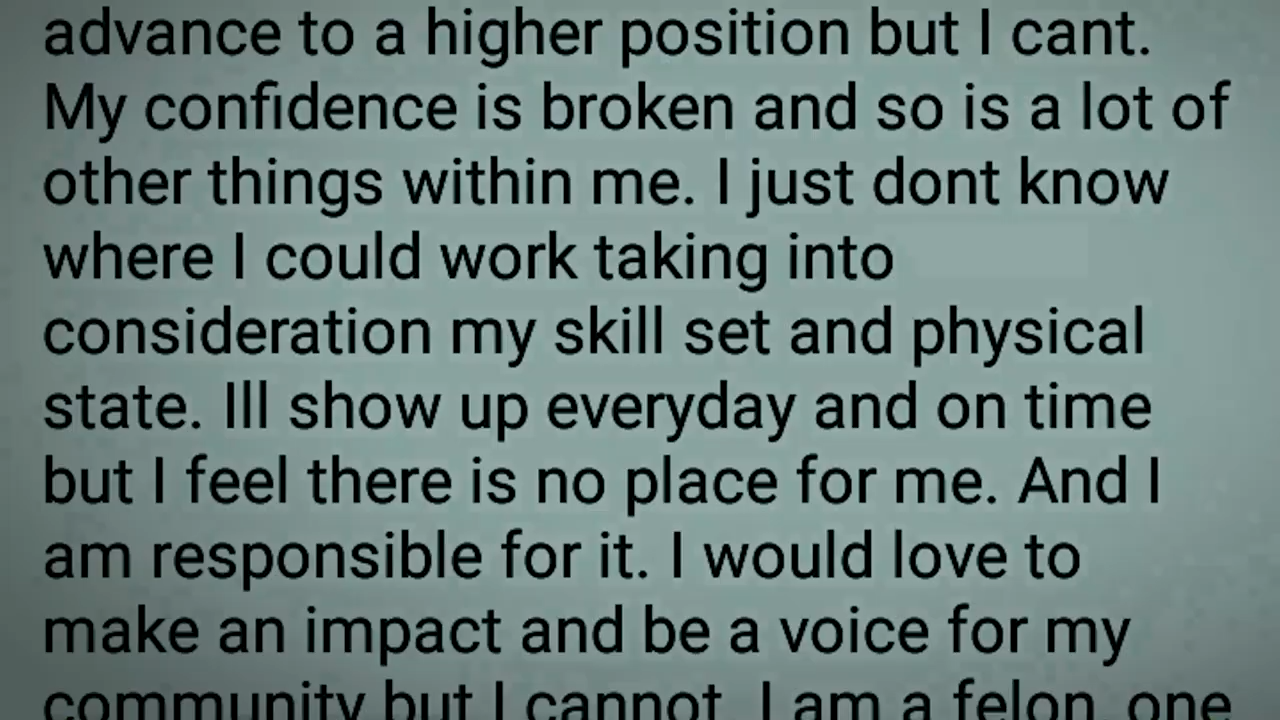 advance to a higher position but I cant.
My confidence is broken and so is a lot of
other things within me. I just dont know
where I could work taking into
consideration my skill set and physical
state. Ill show up everyday and on time
but I feel there is no place for me. And I
am responsible for it. I would love to
make an impact and be a voice for my
community but I cannot. I am a felon, one